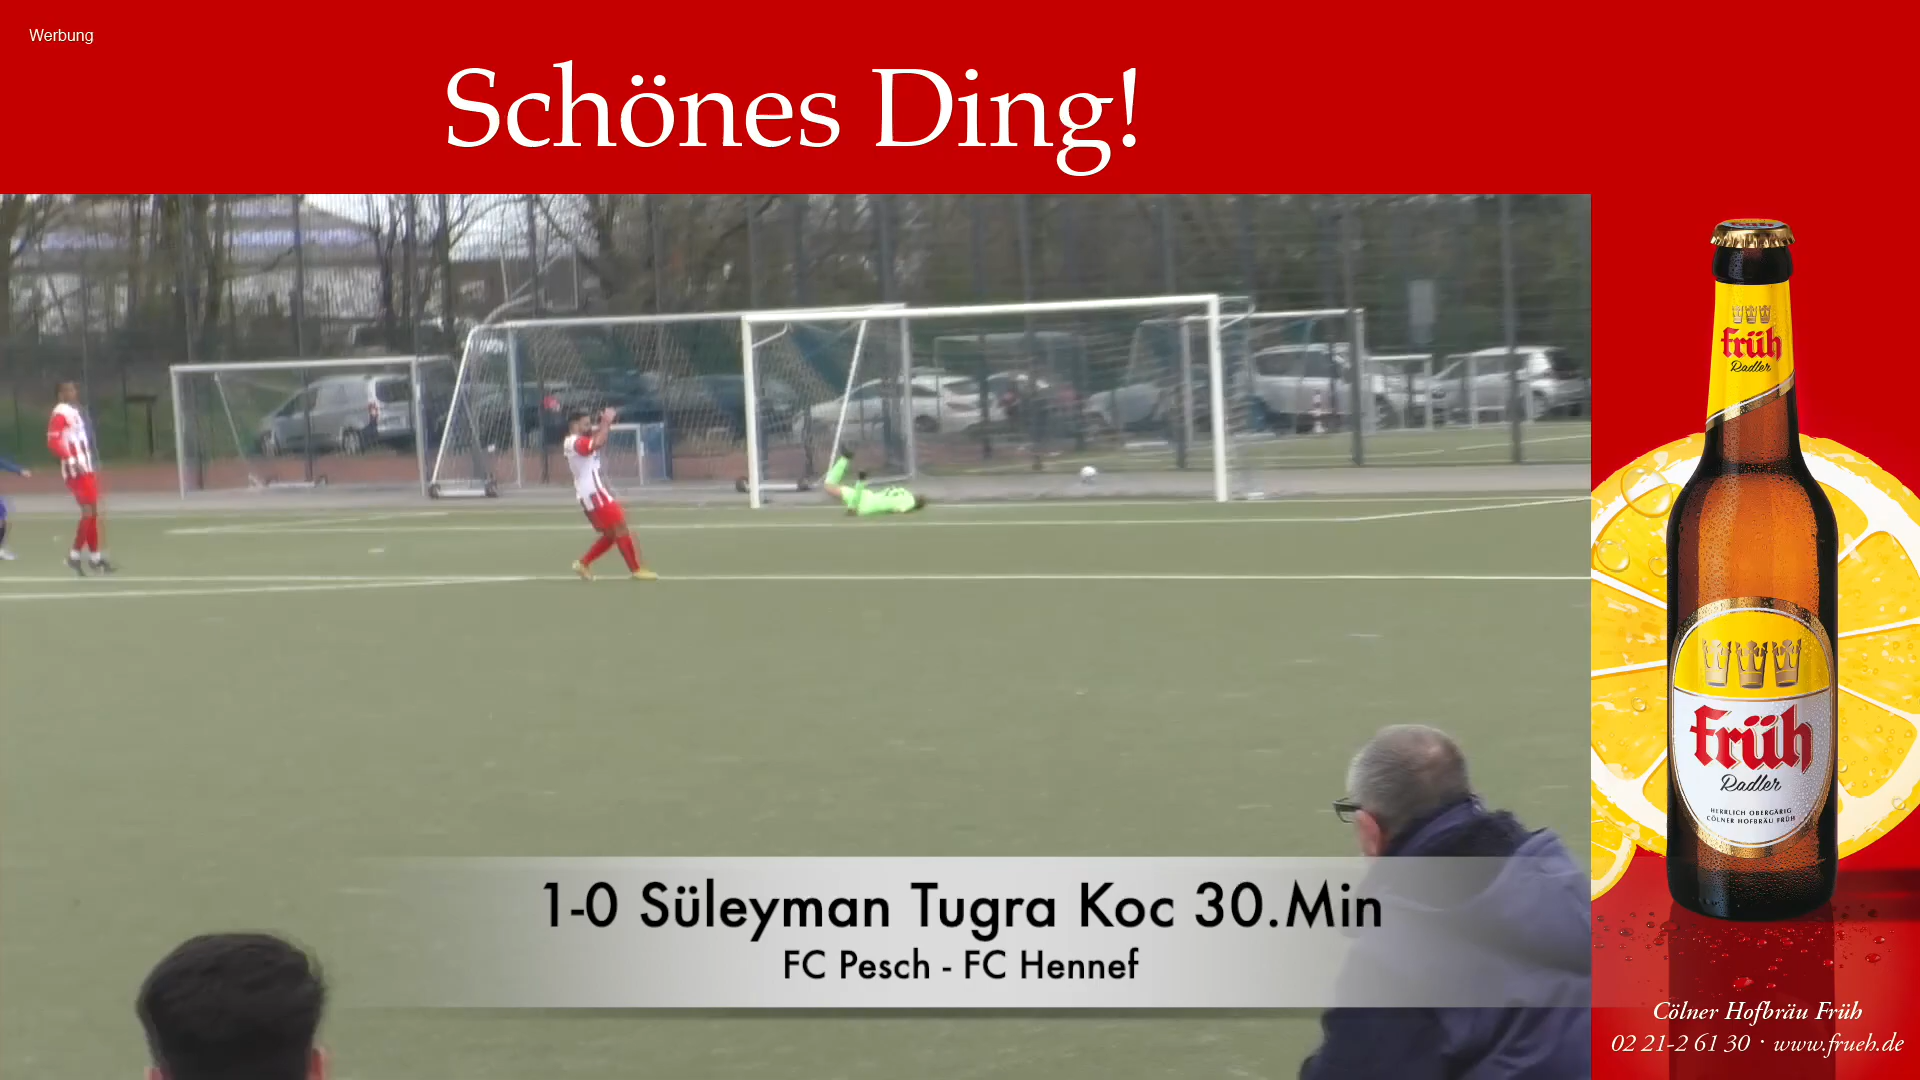 Werbung
Schönes Ding!
früh
Radler
früh
Radler
HERRLICH OBERGÄRIG
CÖLNER HOFBRÄU FRÜH
1-0 Süleyman Tugra Koc 30.Min
FC Pesch - FC Hennef
Cölner Hofbräu Früh
02 21-2 61 30 · www.frueh.de